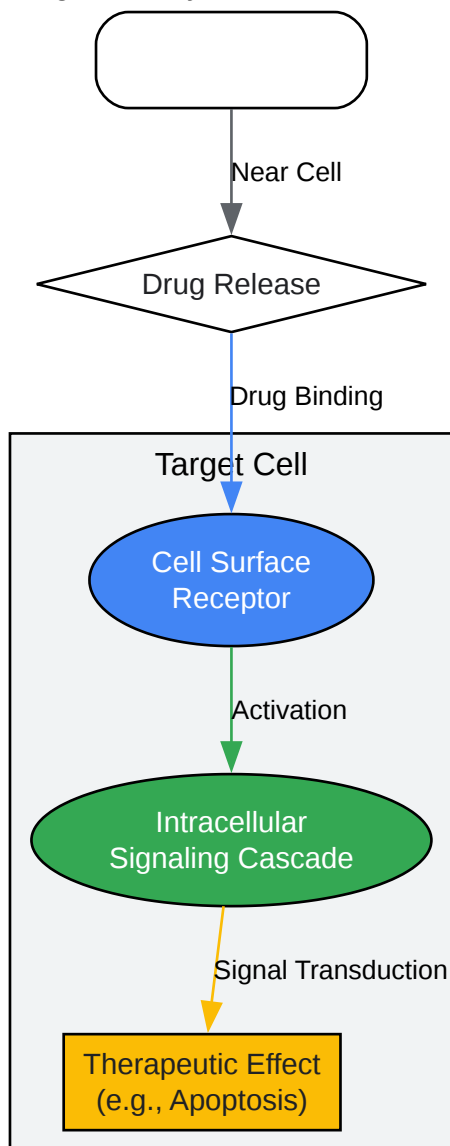 Near Cell
Drug Release
Drug Binding
Target Cell
Cell Surface
Receptor
Activation
Intracellular
Signaling Cascade
Signal Transduction
Therapeutic Effect
(e.g., Apoptosis)